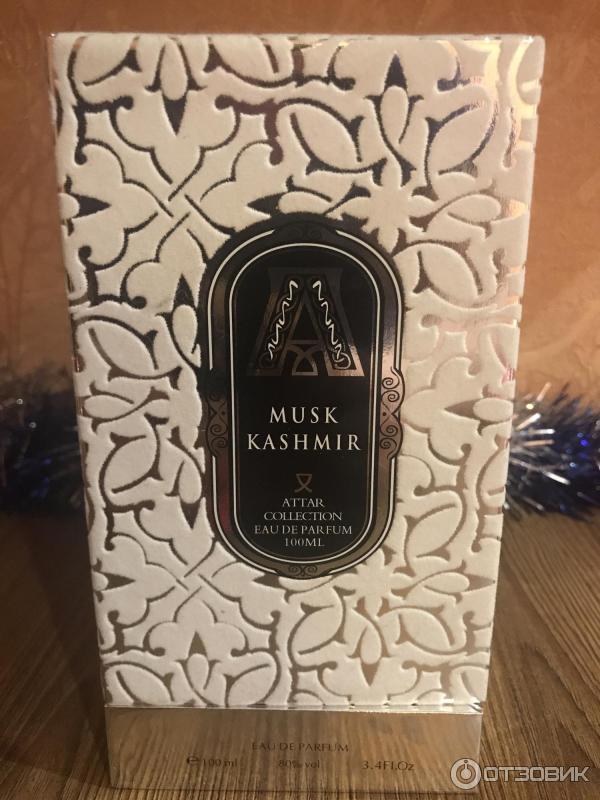 A
MUSK
KASHMIR
ATTAR
COLLECTION
EAU DE PARFUM
100ML
EAU DE PARFUM
e 100 ml 80% vol 3.4Fl.Oz
ОТЗОВИК